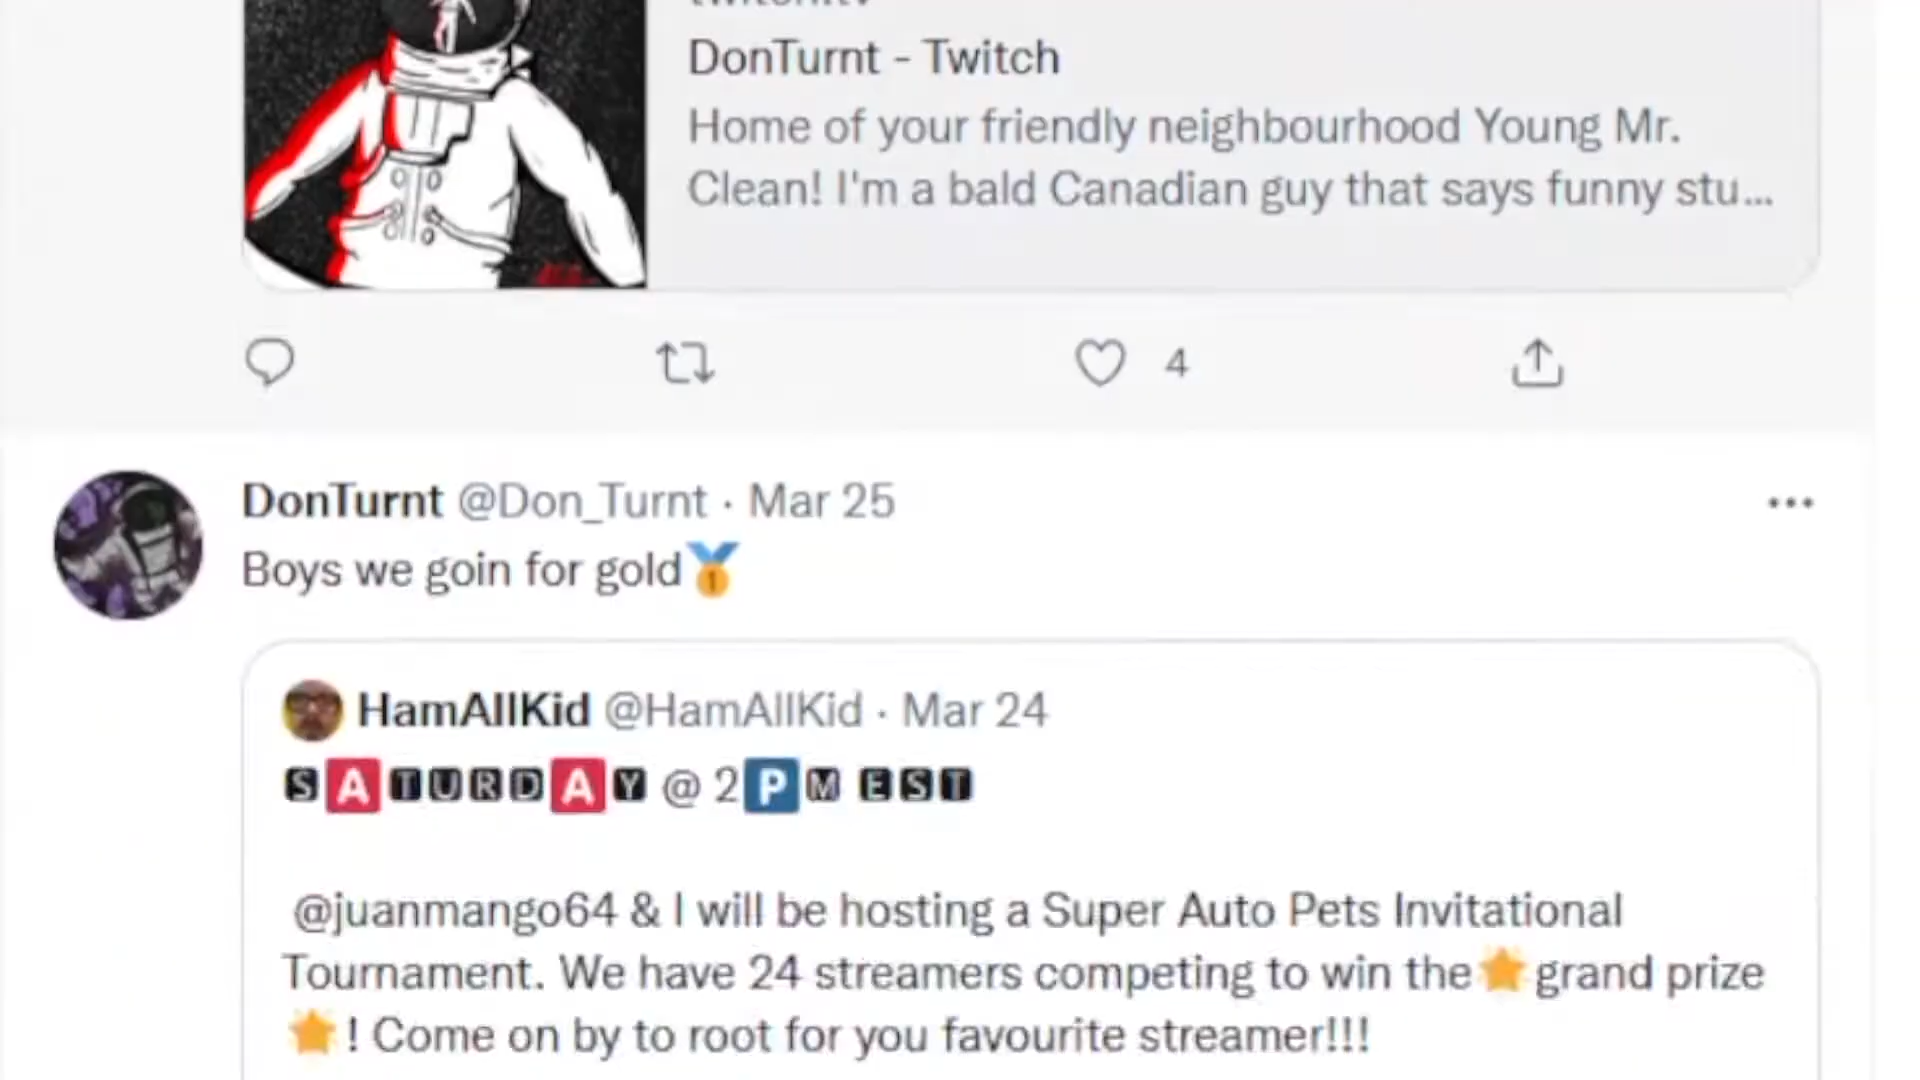 DonTurnt - Twitch
Home of your friendly neighbourhood Young Mr.
Clean! I'm a bald Canadian guy that says funny stu...
4
DonTurnt @Don_Turnt · Mar 25
Boys we goin for gold🥇
HamAllKid @HamAllKid · Mar 24
🆂🅰🆃🆄🆁🅳🅰🆈 @ 2🅿🅼 🅴🆂🆃
@juanmango64 & I will be hosting a Super Auto Pets Invitational
Tournament. We have 24 streamers competing to win the🌟grand prize
🌟! Come on by to root for you favourite streamer!!!